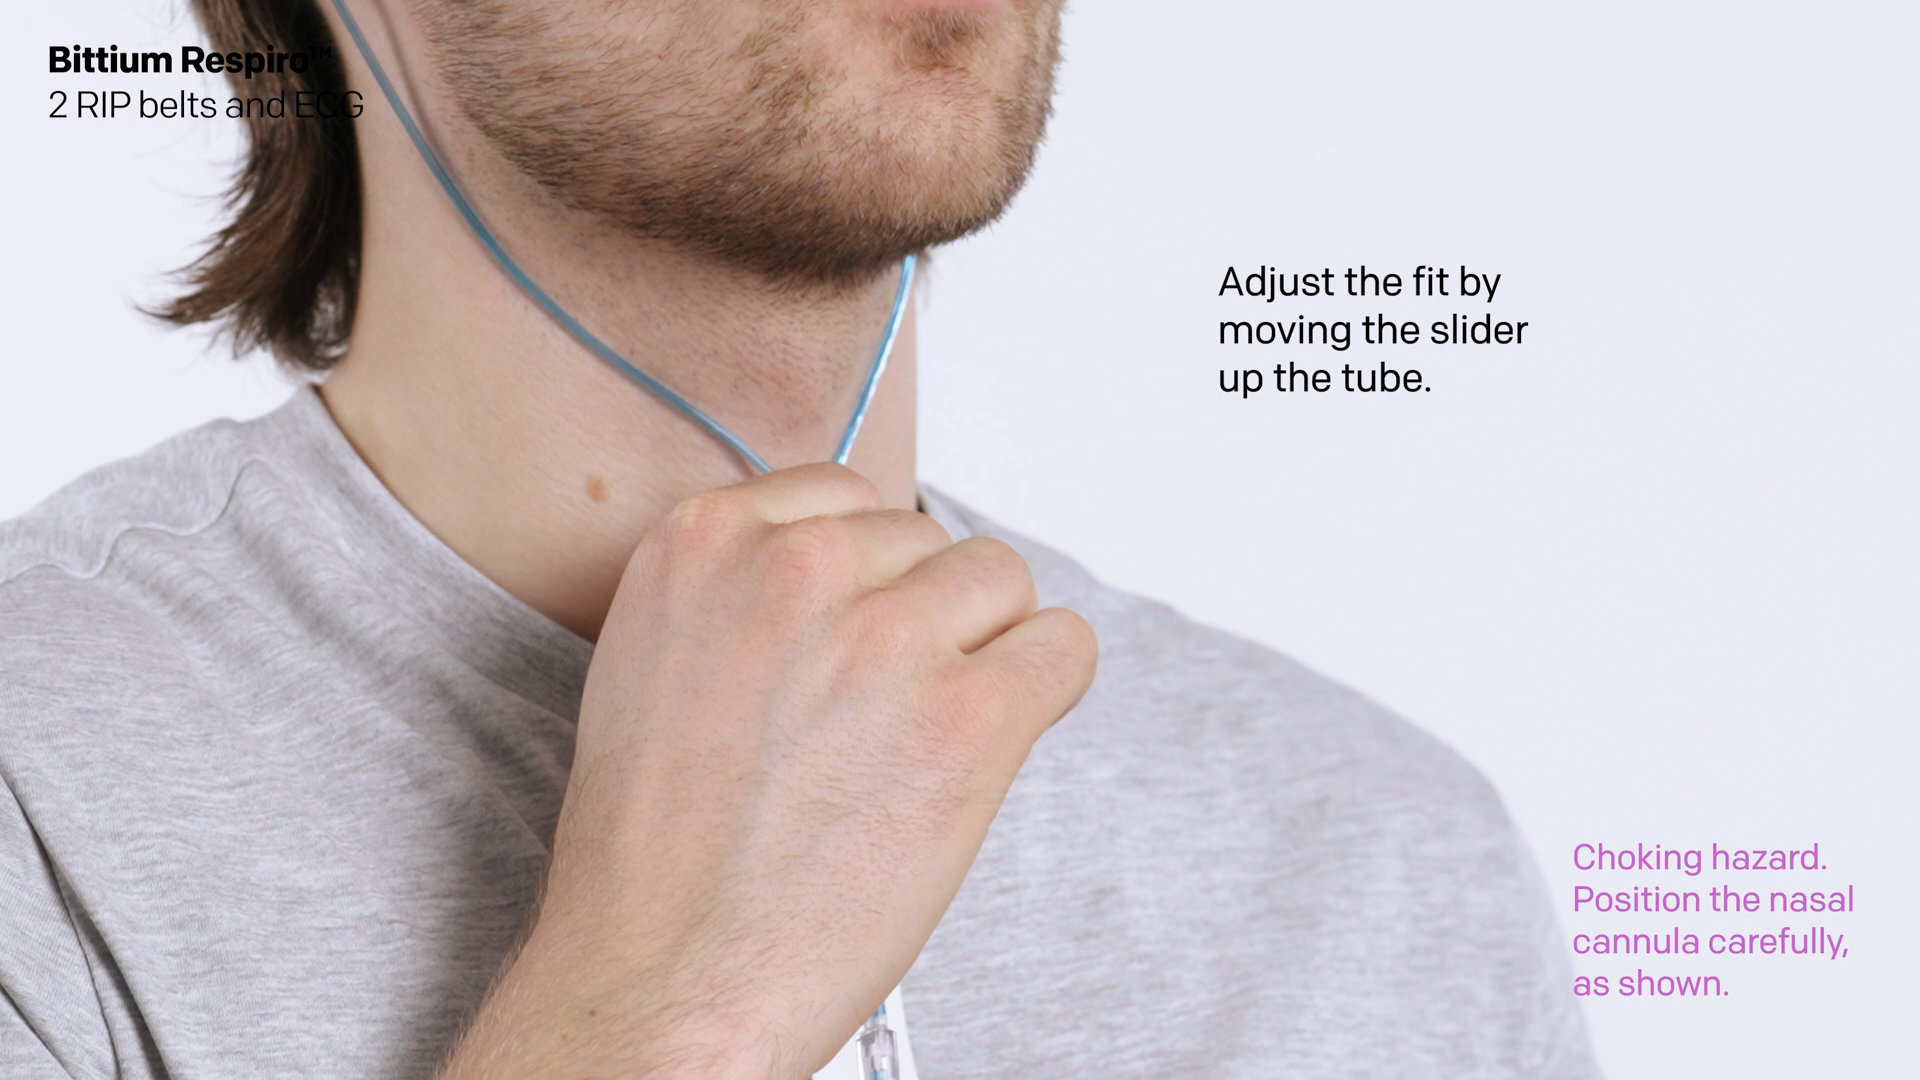 Bittium Respiro™
2 RIP belts and ECG
Adjust the fit by
moving the slider
up the tube.
Choking hazard.
Position the nasal
cannula carefully,
as shown.